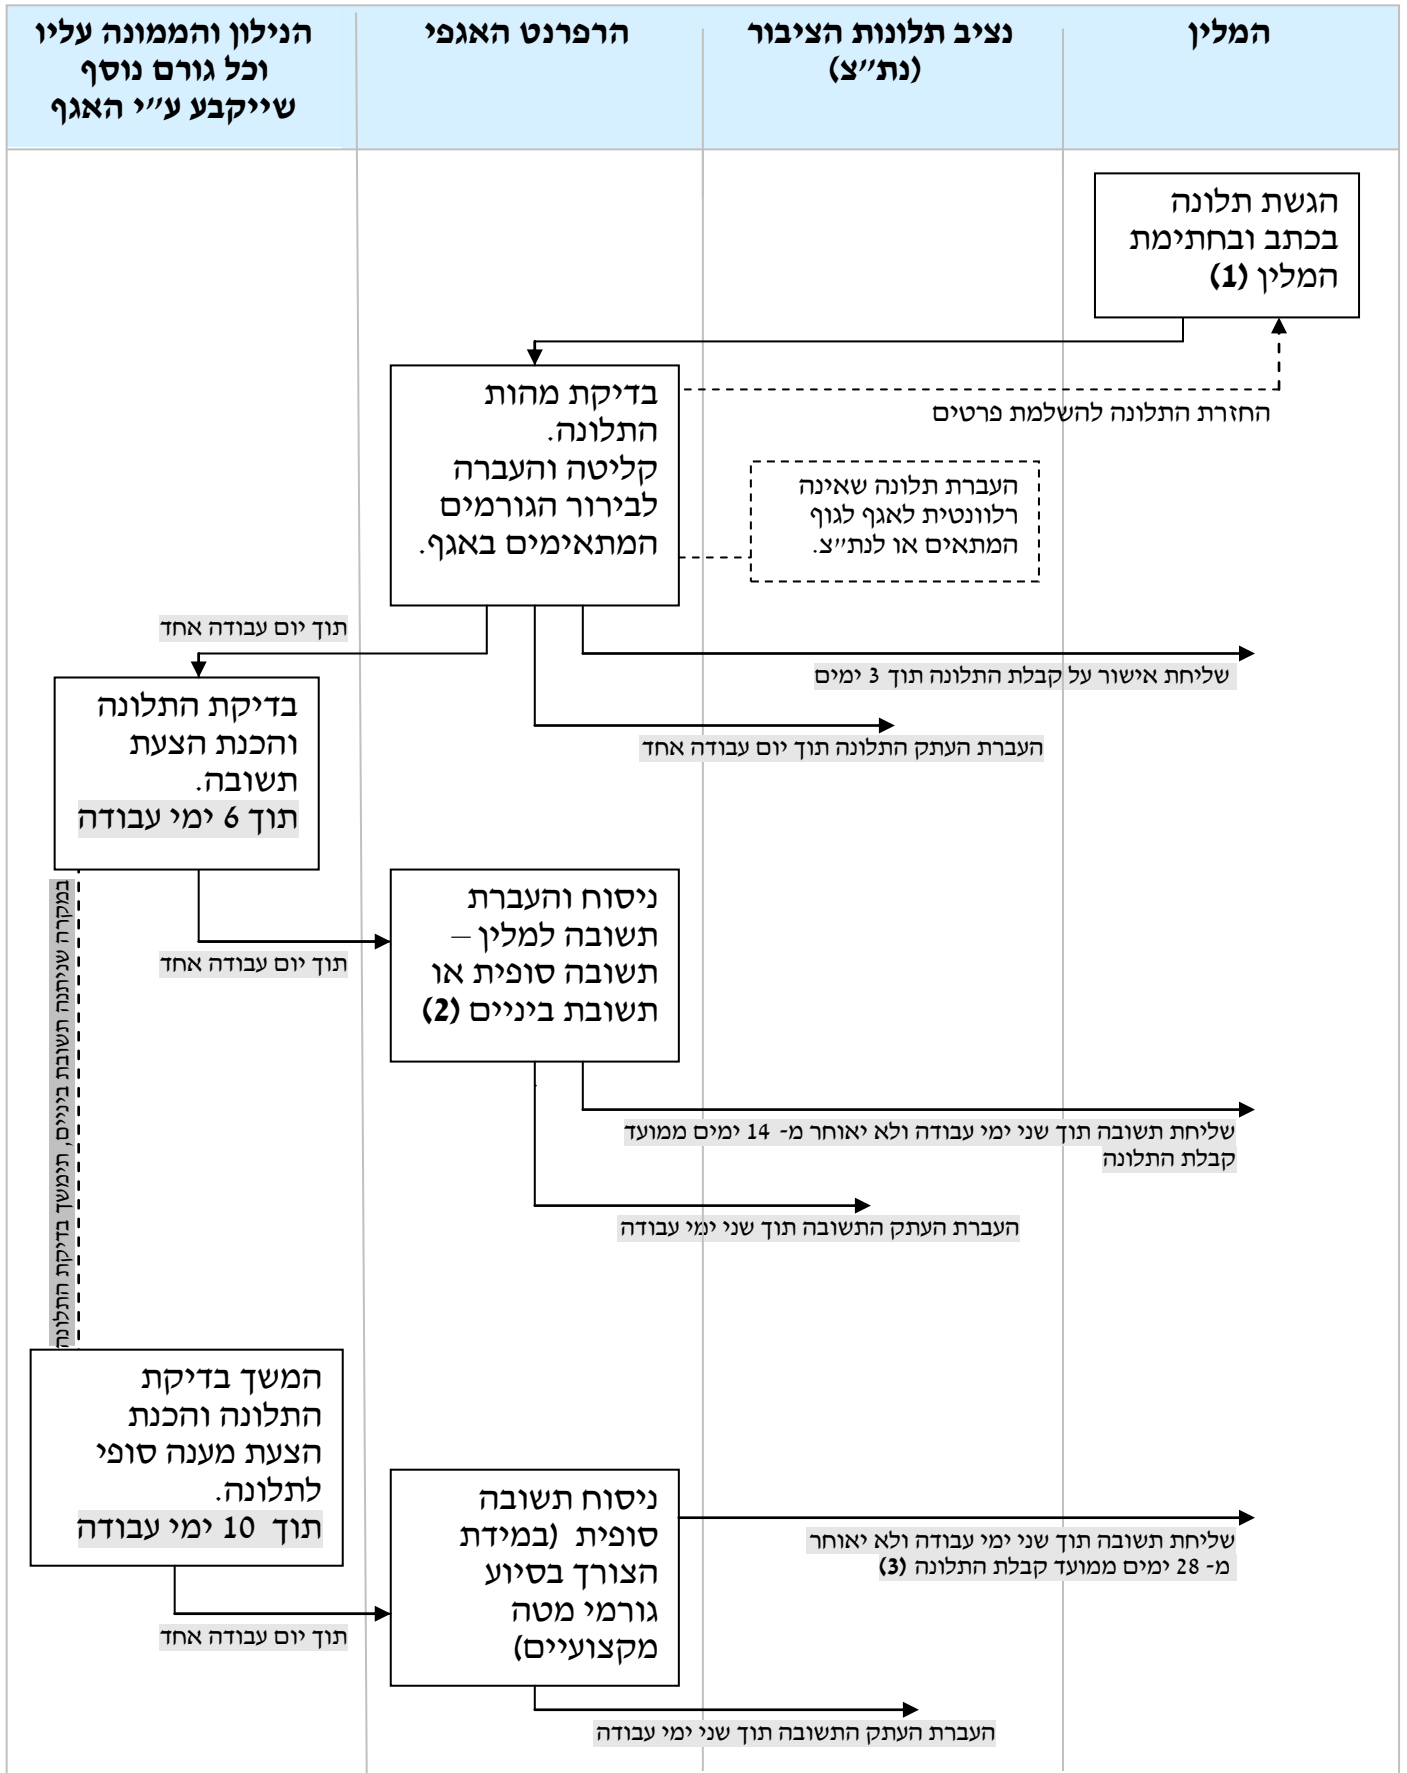 המלין
נציב תלונות הציבור
(נת״צ)
הרפרנט האגפי
הנילון והממונה עליו
וכל גורם נוסף
שייקבע ע״י האגף
הגשת תלונה
בכתב ובחתימת
המלין (1)
החזרת התלונה להשלמת פרטים
בדיקת מהות
התלונה.
קליטה והעברה
לבירור הגורמים
המתאימים באגף.
העברת תלונה שאינה
רלוונטית לאגף לגוף
המתאים או לנת״צ.
תוך יום עבודה אחד
שליחת אישור על קבלת התלונה תוך 3 ימים
העברת העתק התלונה תוך יום עבודה אחד
בדיקת התלונה
והכנת הצעת
תשובה.
תוך 6 ימי עבודה
תוך יום עבודה אחד
ניסוח והעברת
תשובה למלין –
תשובה סופית או
תשובת ביניים (2)
שליחת תשובה תוך שני ימי עבודה ולא יאוחר מ- 14 ימים ממועד
קבלת התלונה
העברת העתק התשובה תוך שני ימי עבודה
במקרה שניתנה תשובת ביניים, תימשך בדיקת התלונה
המשך בדיקת
התלונה והכנת
הצעת מענה סופי
לתלונה.
תוך 10 ימי עבודה
תוך יום עבודה אחד
ניסוח תשובה
סופית (במידת
הצורך בסיוע
גורמי מטה
מקצועיים)
שליחת תשובה תוך שני ימי עבודה ולא יאוחר
מ- 28 ימים ממועד קבלת התלונה (3)
העברת העתק התשובה תוך שני ימי עבודה